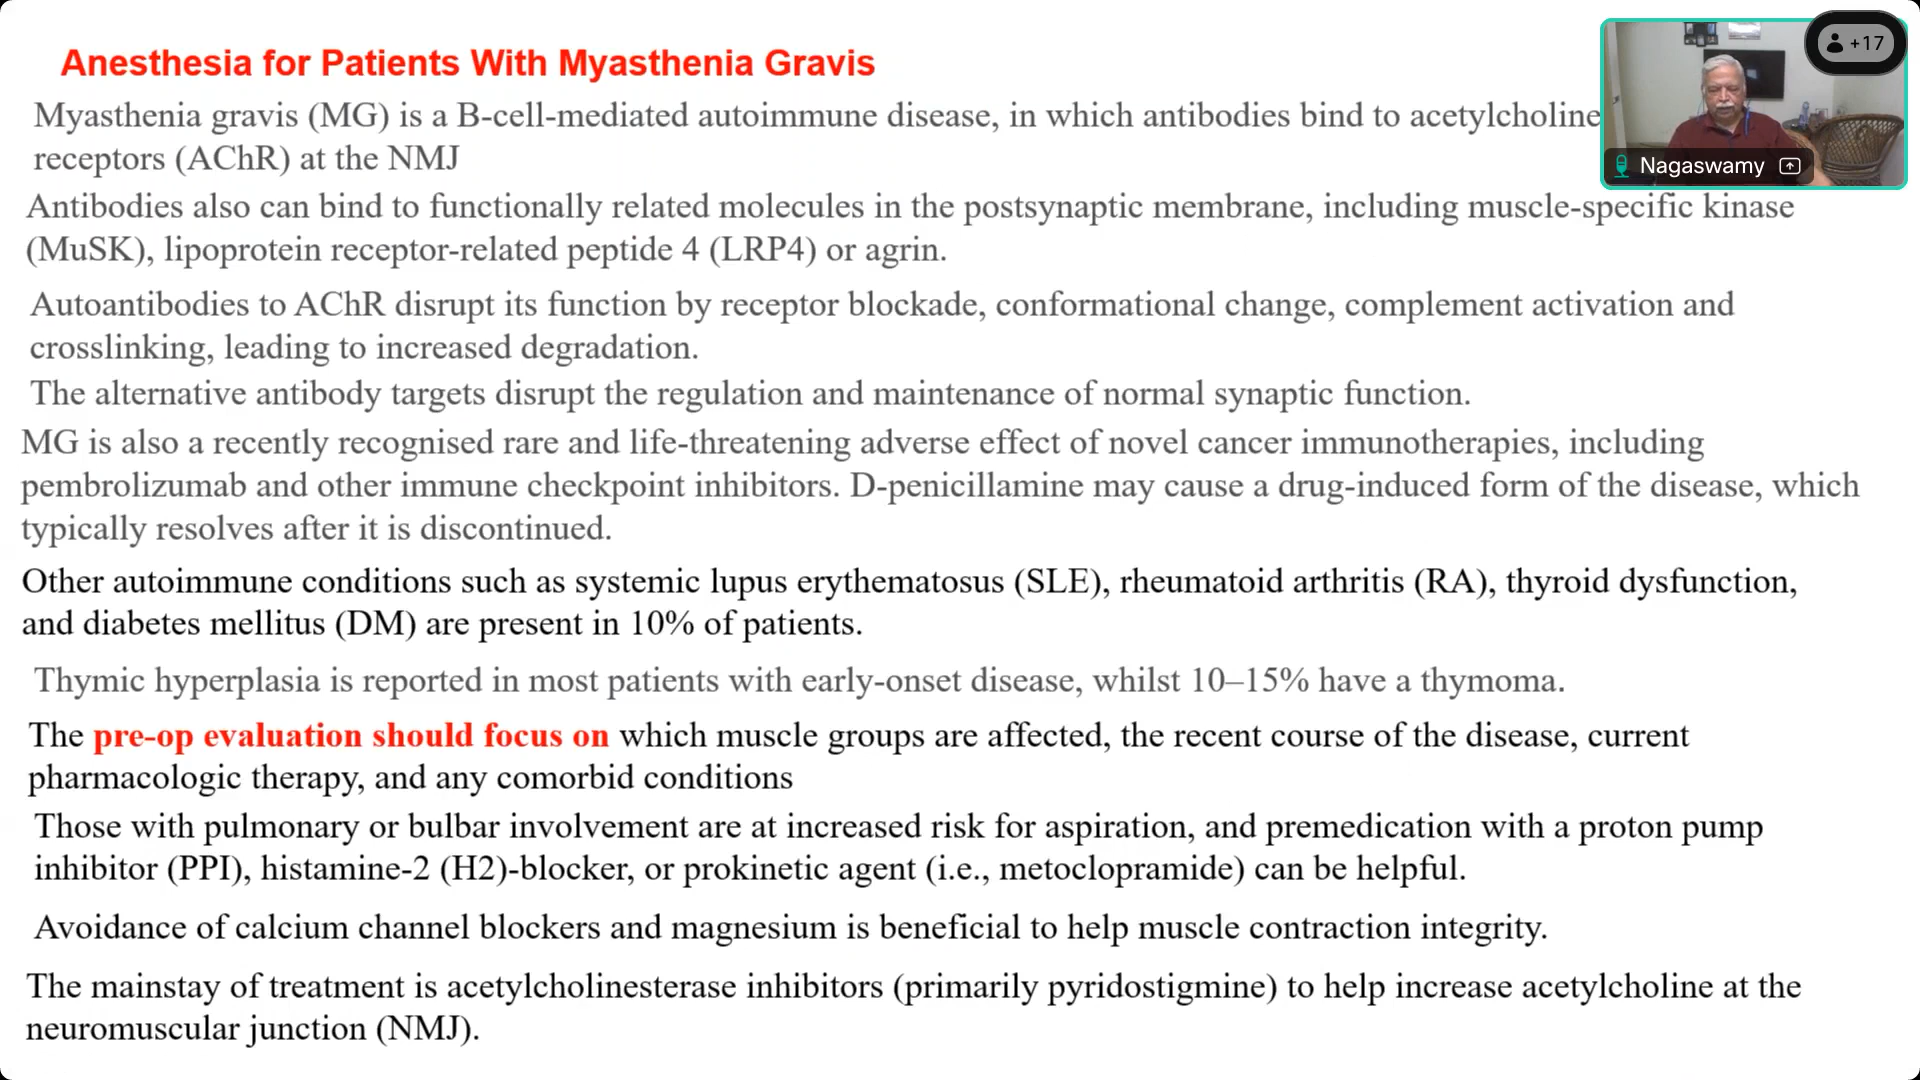 Anesthesia for Patients With Myasthenia Gravis
+17
Nagaswamy
Myasthenia gravis (MG) is a B-cell-mediated autoimmune disease, in which antibodies bind to acetylcholine
receptors (AChR) at the NMJ
Antibodies also can bind to functionally related molecules in the postsynaptic membrane, including muscle-specific kinase
(MuSK), lipoprotein receptor-related peptide 4 (LRP4) or agrin.
Autoantibodies to AChR disrupt its function by receptor blockade, conformational change, complement activation and
crosslinking, leading to increased degradation.
The alternative antibody targets disrupt the regulation and maintenance of normal synaptic function.
MG is also a recently recognised rare and life-threatening adverse effect of novel cancer immunotherapies, including
pembrolizumab and other immune checkpoint inhibitors. D-penicillamine may cause a drug-induced form of the disease, which
typically resolves after it is discontinued.
Other autoimmune conditions such as systemic lupus erythematosus (SLE), rheumatoid arthritis (RA), thyroid dysfunction,
and diabetes mellitus (DM) are present in 10% of patients.
Thymic hyperplasia is reported in most patients with early-onset disease, whilst 10–15% have a thymoma.
The pre-op evaluation should focus on which muscle groups are affected, the recent course of the disease, current
pharmacologic therapy, and any comorbid conditions
Those with pulmonary or bulbar involvement are at increased risk for aspiration, and premedication with a proton pump
inhibitor (PPI), histamine-2 (H2)-blocker, or prokinetic agent (i.e., metoclopramide) can be helpful.
Avoidance of calcium channel blockers and magnesium is beneficial to help muscle contraction integrity.
The mainstay of treatment is acetylcholinesterase inhibitors (primarily pyridostigmine) to help increase acetylcholine at the
neuromuscular junction (NMJ).